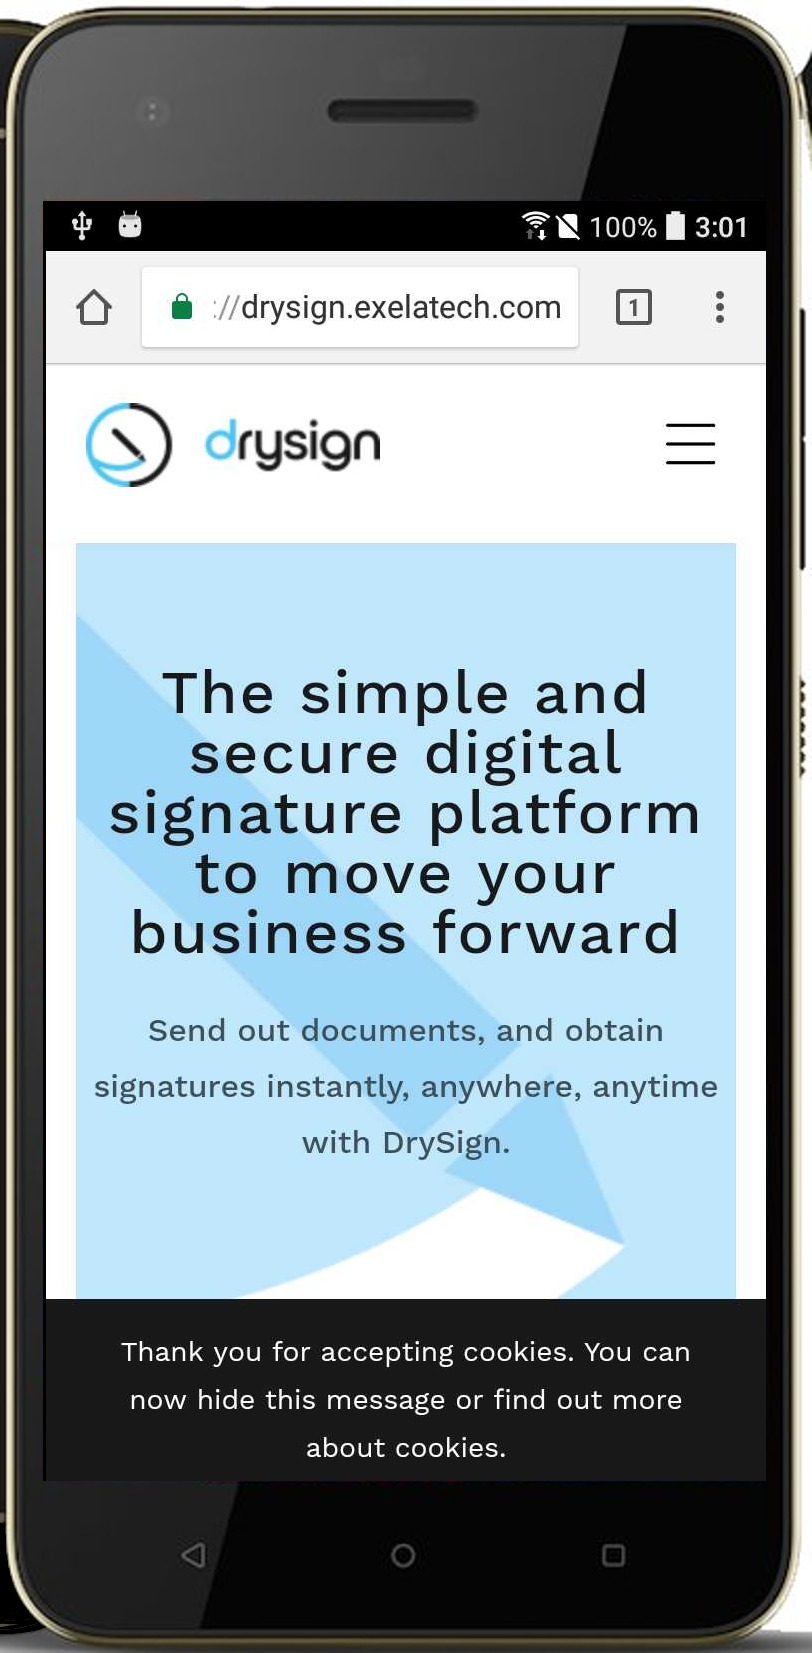 100% 3:01
://drysign.exelatech.com 1
drysign
The simple and
secure digital
signature platform
to move your
business forward
Send out documents, and obtain
signatures instantly, anywhere, anytime
with DrySign.
Thank you for accepting cookies. You can
now hide this message or find out more
about cookies.